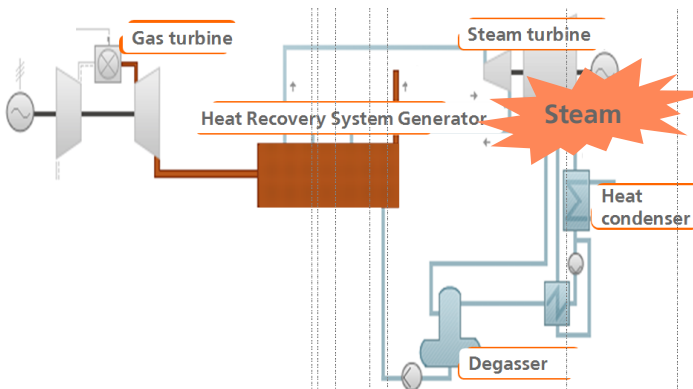 Gas turbine
Steam turbine
Heat Recovery System Generator
Steam
Heat
condenser
Degasser